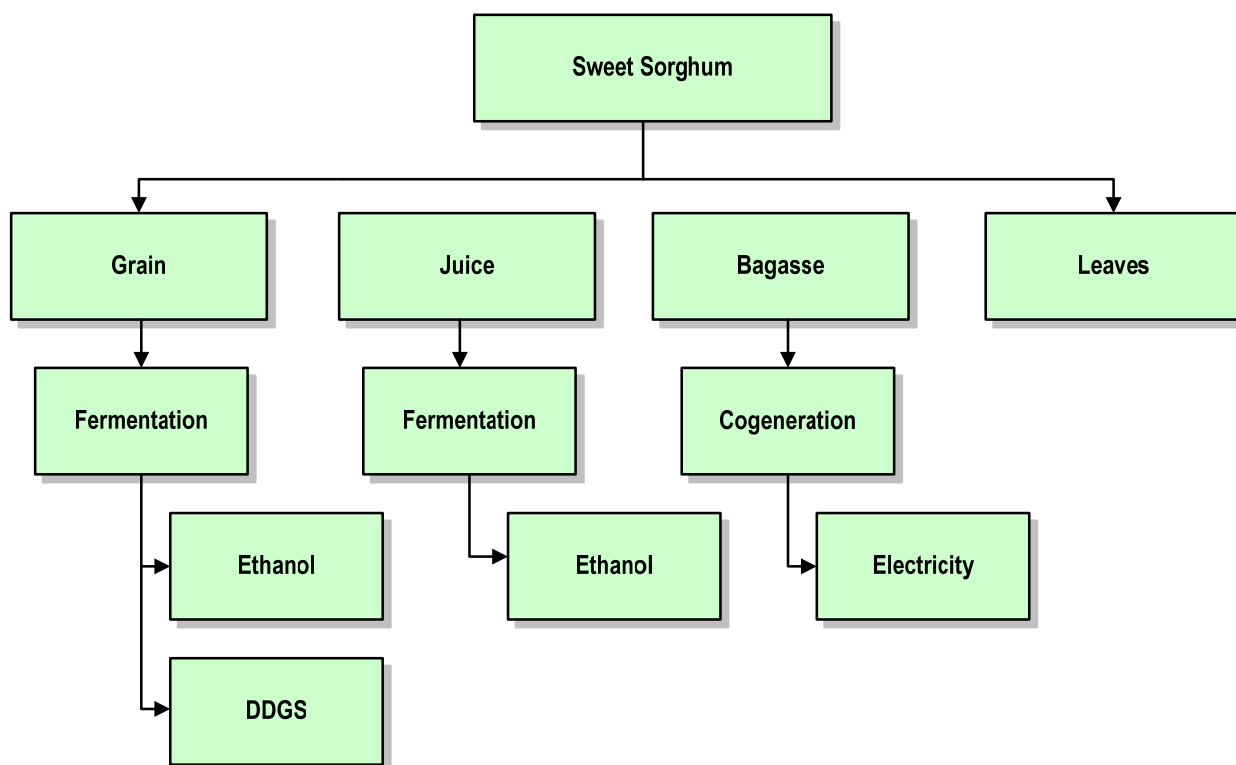 Sweet Sorghum
Grain
Juice
Bagasse
Leaves
Fermentation
Fermentation
Cogeneration
Ethanol
Ethanol
Electricity
DDGS